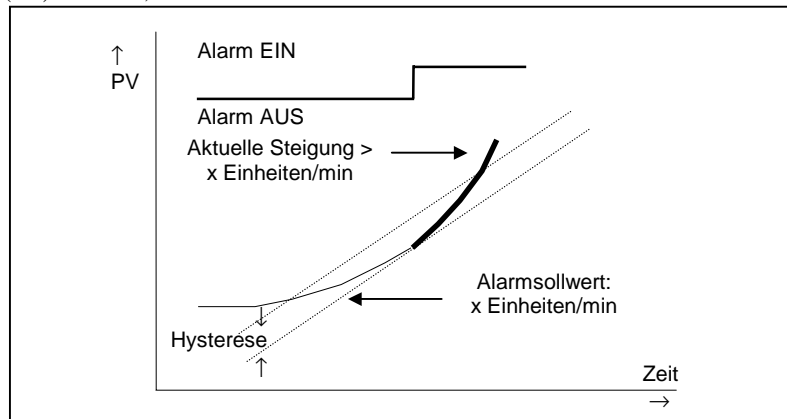 ↑
PV
Alarm EIN
Alarm AUS
Aktuelle Steigung >
x Einheiten/min
Alarmsollwert:
x Einheiten/min
Hysterese
Zeit
→